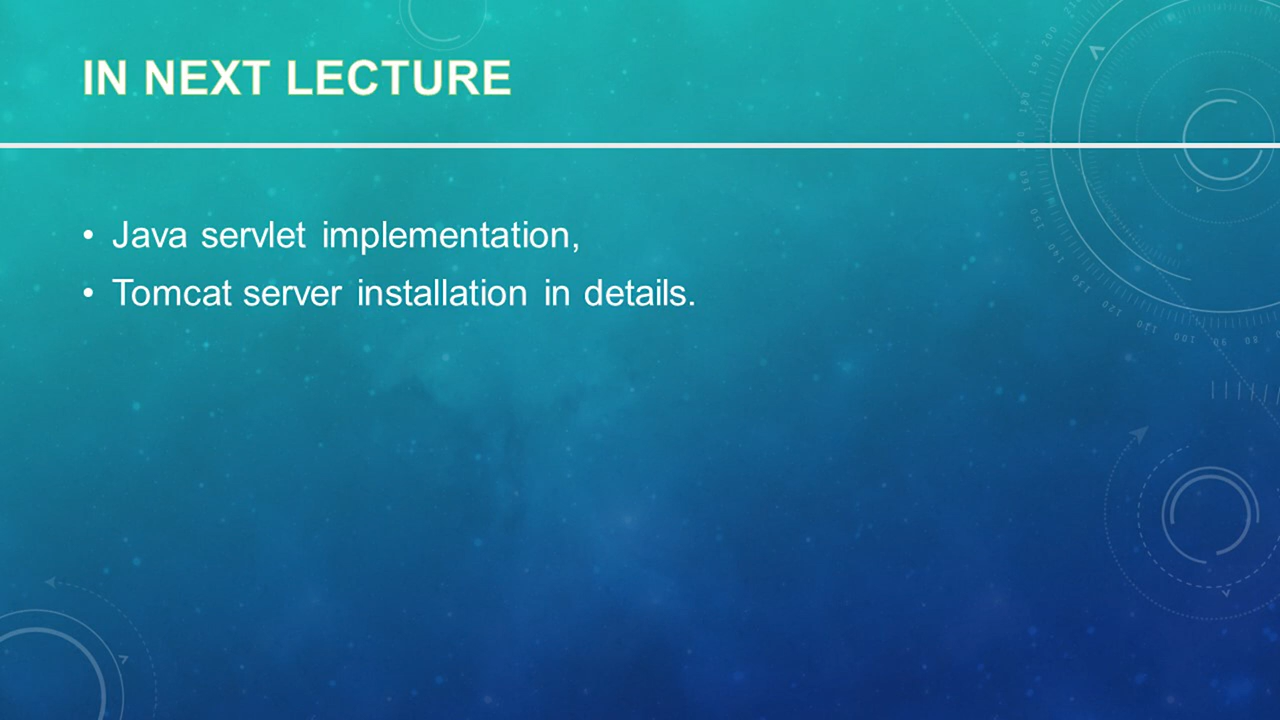 IN NEXT LECTURE
• Java servlet implementation,
• Tomcat server installation in details.